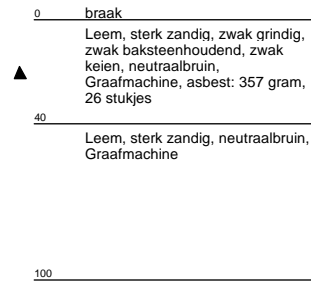 0 braak
Leem, sterk zandig, zwak grindig,
zwak baksteenhoudend, zwak
keien, neutraalbruin,
Graafmachine, asbest: 357 gram,
26 stukjes
40
Leem, sterk zandig, neutraalbruin,
Graafmachine
100